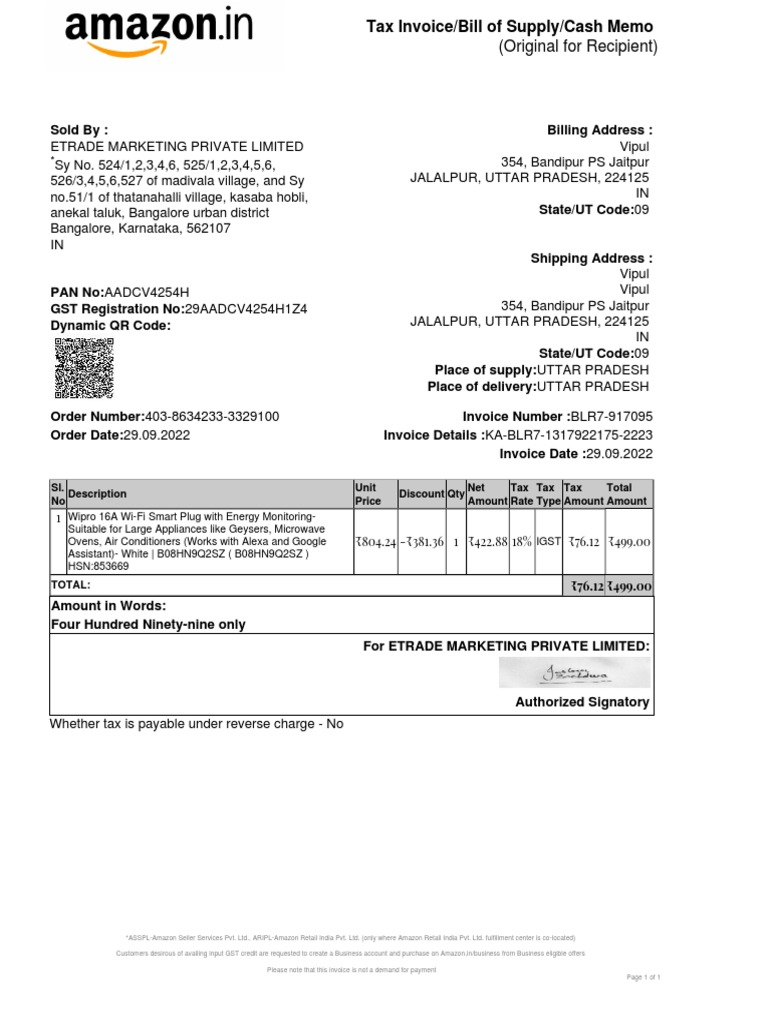 amazon.in
Tax Invoice/Bill of Supply/Cash Memo
(Original for Recipient)
Sold By :
ETRADE MARKETING PRIVATE LIMITED
*Sy No. 524/1,2,3,4,6, 525/1,2,3,4,5,6,
526/3,4,5,6,527 of madivala village, and Sy
no.51/1 of thatanahalli village, kasaba hobli,
anekal taluk, Bangalore urban district
Bangalore, Karnataka, 562107
IN
Billing Address :
Vipul
354, Bandipur PS Jaitpur
JALALPUR, UTTAR PRADESH, 224125
IN
State/UT Code:09
PAN No:AADCV4254H
GST Registration No:29AADCV4254H1Z4
Dynamic QR Code:
Shipping Address :
Vipul
Vipul
354, Bandipur PS Jaitpur
JALALPUR, UTTAR PRADESH, 224125
IN
State/UT Code:09
Place of supply:UTTAR PRADESH
Place of delivery:UTTAR PRADESH
Order Number:403-8634233-3329100
Order Date:29.09.2022
Invoice Number :BLR7-917095
Invoice Details :KA-BLR7-1317922175-2223
Invoice Date :29.09.2022
Sl. No Description Unit Price Discount Qty Net Amount Tax Rate Tax Type Tax Amount Total Amount
1 Wipro 16A Wi-Fi Smart Plug with Energy Monitoring-
Suitable for Large Appliances like Geysers, Microwave
Ovens, Air Conditioners (Works with Alexa and Google
Assistant)- White | B08HN9Q2SZ ( B08HN9Q2SZ )
HSN:853669
₹804.24 -₹381.36 1 ₹422.88 18% IGST ₹76.12 ₹499.00
TOTAL: ₹76.12 ₹499.00
Amount in Words:
Four Hundred Ninety-nine only
For ETRADE MARKETING PRIVATE LIMITED:
Authorized Signatory
Whether tax is payable under reverse charge - No
*ASSPL-Amazon Seller Services Pvt. Ltd., ARIPL-Amazon Retail India Pvt. Ltd. (only where Amazon Retail India Pvt. Ltd. fulfillment center is co-located)
Customers desirous of availing input GST credit are requested to create a Business account and purchase on Amazon.in/business from Business eligible offers
Please note that this invoice is not a demand for payment
Page 1 of 1